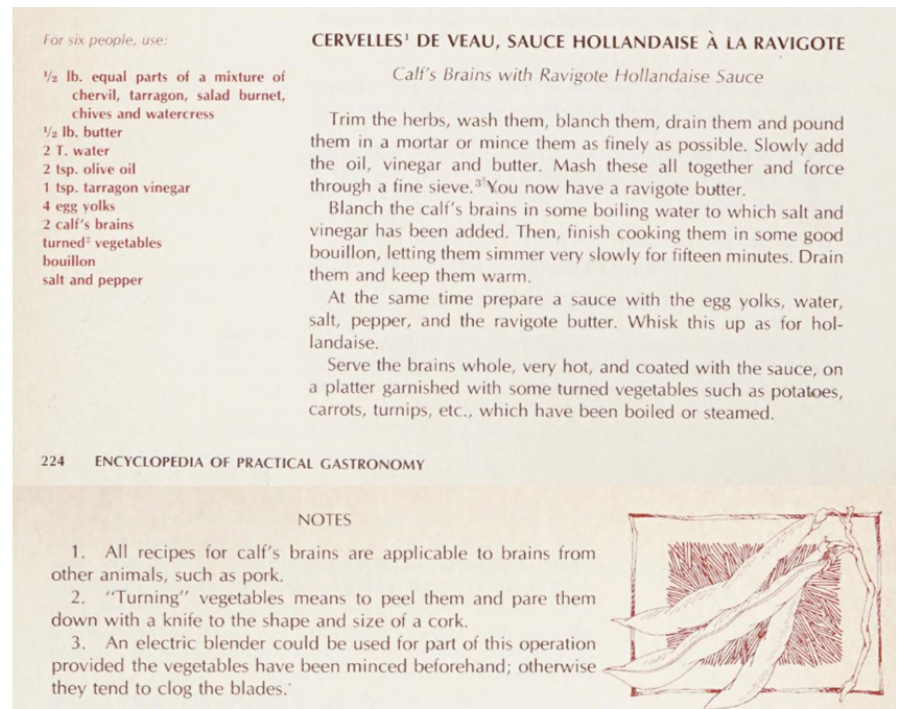 For six people, use:
½ lb. equal parts of a mixture of
chervil, tarragon, salad burnet,
chives and watercress
½ lb. butter
2 T. water
2 tsp. olive oil
1 tsp. tarragon vinegar
4 egg yolks
2 calf's brains
turned² vegetables
bouillon
salt and pepper
CERVELLES¹ DE VEAU, SAUCE HOLLANDAISE À LA RAVIGOTE
Calf's Brains with Ravigote Hollandaise Sauce
Trim the herbs, wash them, blanch them, drain them and pound
them in a mortar or mince them as finely as possible. Slowly add
the oil, vinegar and butter. Mash these all together and force
through a fine sieve.³ You now have a ravigote butter.
Blanch the calf's brains in some boiling water to which salt and
vinegar has been added. Then, finish cooking them in some good
bouillon, letting them simmer very slowly for fifteen minutes. Drain
them and keep them warm.
At the same time prepare a sauce with the egg yolks, water,
salt, pepper, and the ravigote butter. Whisk this up as for hol-
landaise.
Serve the brains whole, very hot, and coated with the sauce, on
a platter garnished with some turned vegetables such as potatoes,
carrots, turnips, etc., which have been boiled or steamed.
224 ENCYCLOPEDIA OF PRACTICAL GASTRONOMY
NOTES
1. All recipes for calf's brains are applicable to brains from
other animals, such as pork.
2. "Turning" vegetables means to peel them and pare them
down with a knife to the shape and size of a cork.
3. An electric blender could be used for part of this operation
provided the vegetables have been minced beforehand; otherwise
they tend to clog the blades.